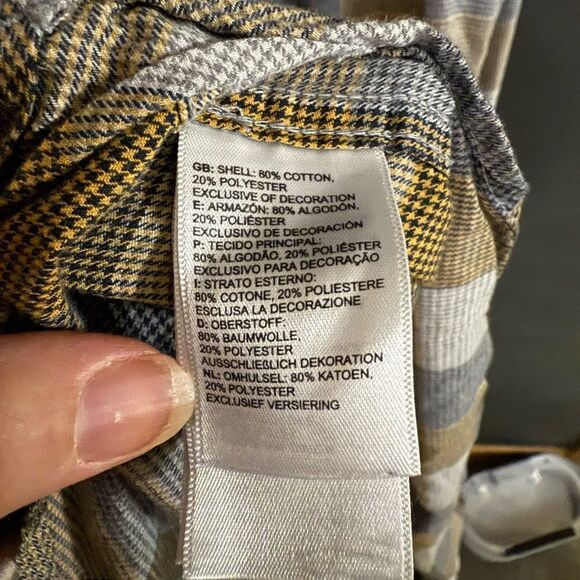 GB: SHELL: 80% COTTON,
20% POLYESTER
EXCLUSIVE OF DECORATION
E: ARMAZÓN: 80% ALGODÓN,
20% POLIÉSTER
EXCLUSIVO DE DECORACIÓN
P: TECIDO PRINCIPAL:
80% ALGODÃO, 20% POLIÉSTER
EXCLUSIVO PARA DECORAÇÃO
I: STRATO ESTERNO:
80% COTONE, 20% POLIESTERE
ESCLUSA LA DECORAZIONE
D: OBERSTOFF:
80% BAUMWOLLE,
20% POLYESTER
AUSSCHLIEßLICH DEKORATION
NL: OMHULSEL: 80% KATOEN,
20% POLYESTER
EXCLUSIEF VERSIERING